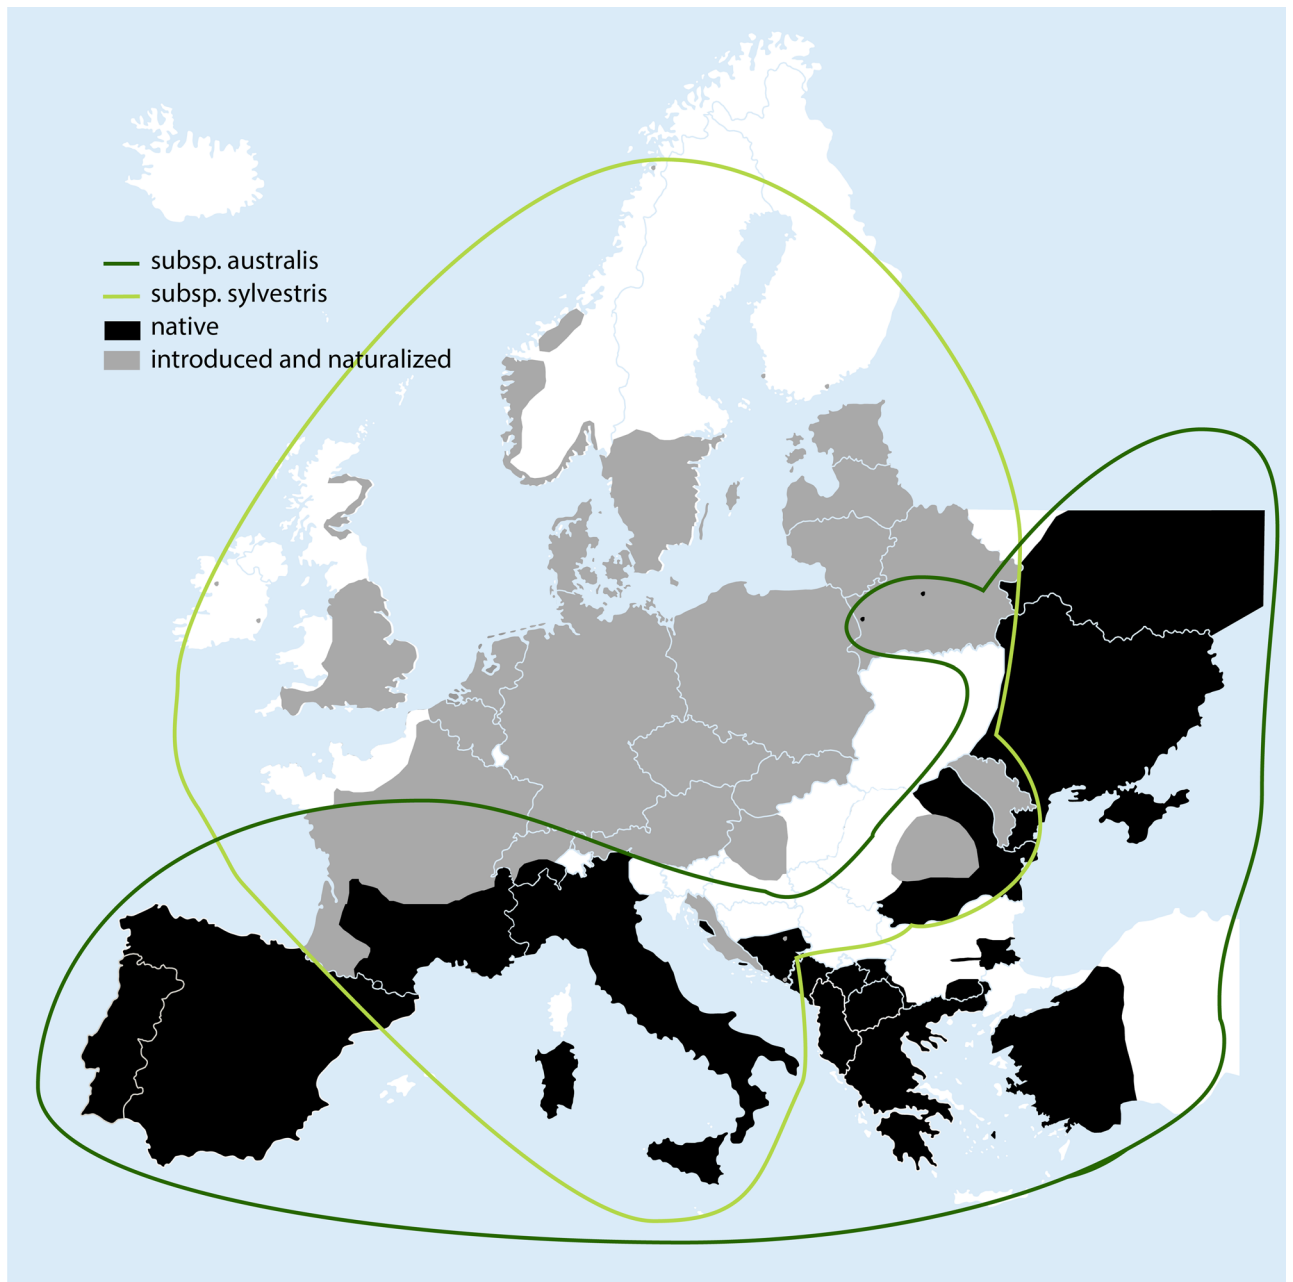 subsp. australis
subsp. sylvestris
native
introduced and naturalized